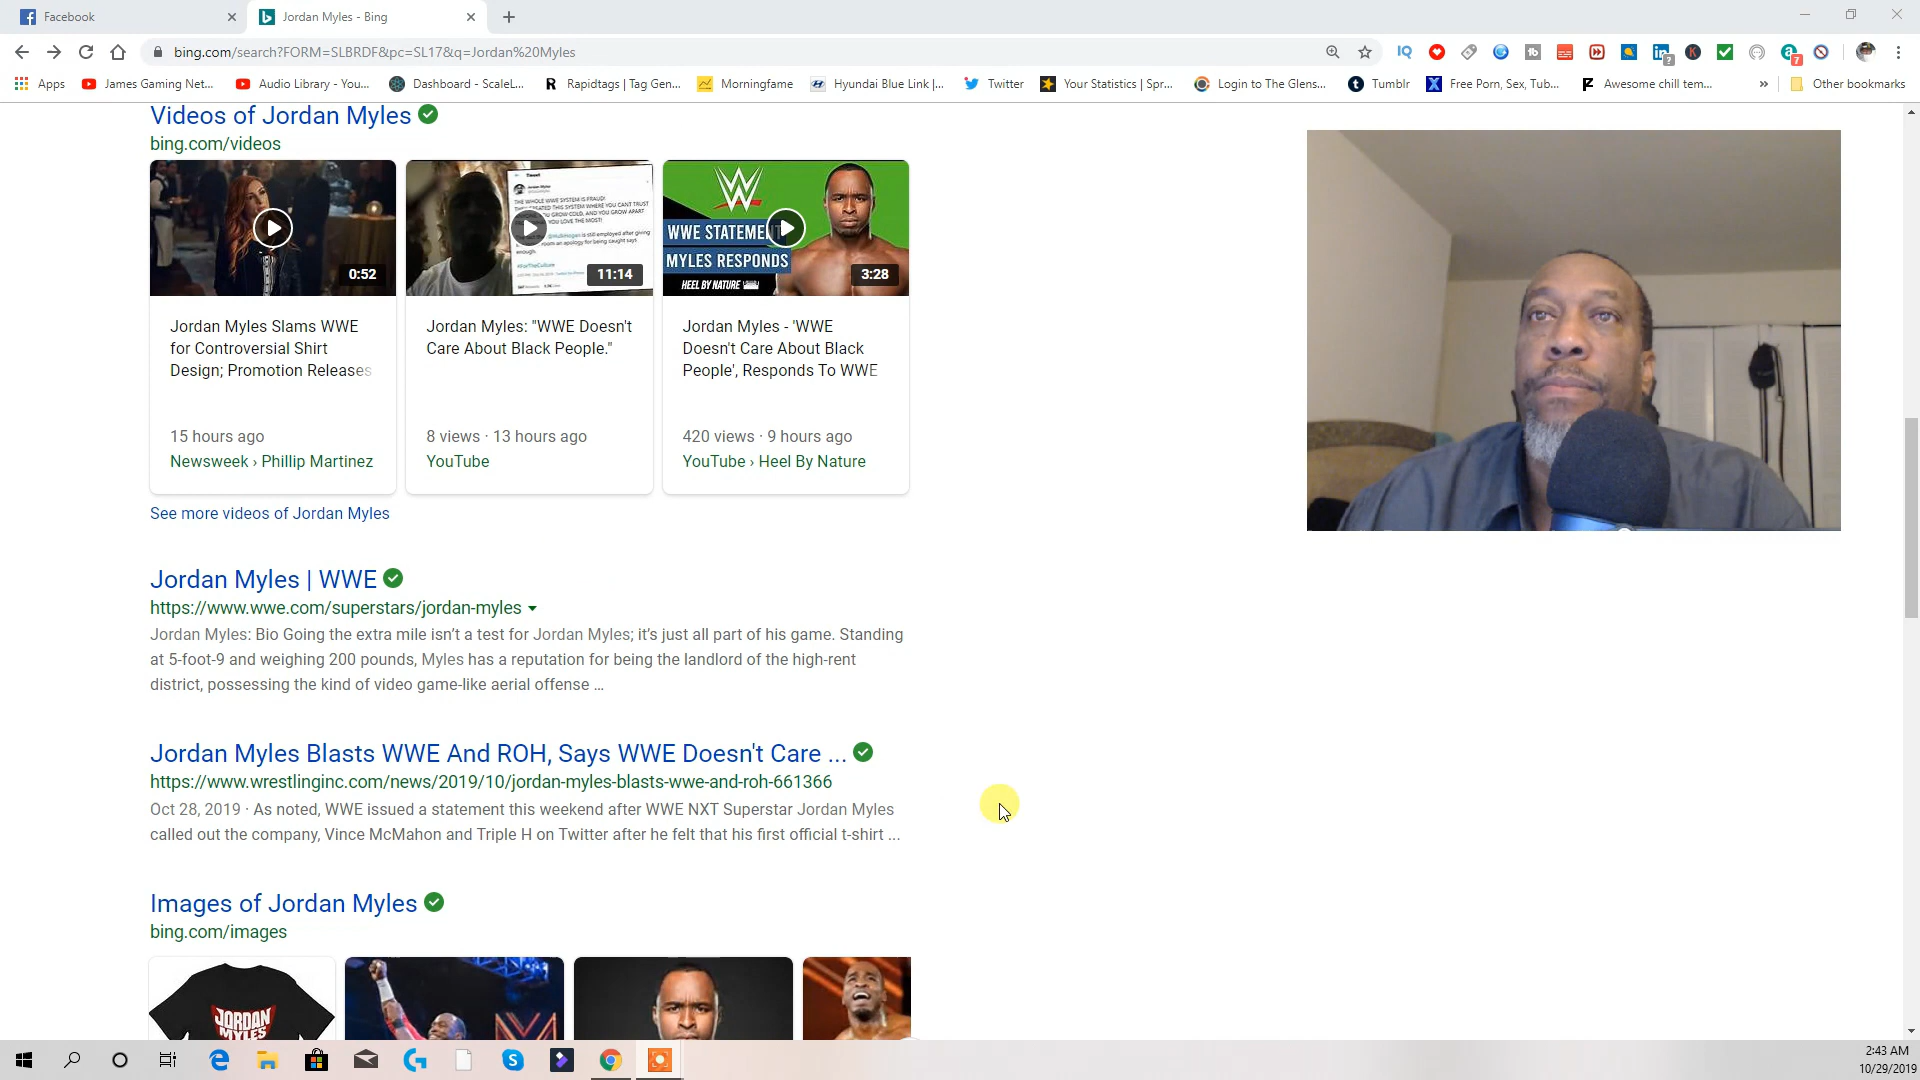 Facebook
Jordan Myles - Bing
bing.com/search?FORM=SLBRDF&pc=SL17&q=Jordan%20Myles
Apps
James Gaming Net...
Audio Library - You...
Dashboard - ScaleL...
Rapidtags | Tag Gen...
Morningfame
Hyundai Blue Link |...
Twitter
Your Statistics | Spr...
Login to The Glens...
Tumblr
Free Porn, Sex, Tub...
Awesome chill tem...
»
Other bookmarks
Videos of Jordan Myles
bing.com/videos
0:52
11:14
WWE STATEMENT
MYLES RESPONDS
HEEL BY NATURE
3:28
Jordan Myles Slams WWE
for Controversial Shirt
Design; Promotion Releases
15 hours ago
Newsweek › Phillip Martinez
Jordan Myles: "WWE Doesn't
Care About Black People."
8 views · 13 hours ago
YouTube
Jordan Myles - 'WWE
Doesn't Care About Black
People', Responds To WWE
420 views · 9 hours ago
YouTube › Heel By Nature
See more videos of Jordan Myles
Jordan Myles | WWE
https://www.wwe.com/superstars/jordan-myles
Jordan Myles: Bio Going the extra mile isn't a test for Jordan Myles; it's just all part of his game. Standing
at 5-foot-9 and weighing 200 pounds, Myles has a reputation for being the landlord of the high-rent
district, possessing the kind of video game-like aerial offense ...
Jordan Myles Blasts WWE And ROH, Says WWE Doesn't Care ...
https://www.wrestlinginc.com/news/2019/10/jordan-myles-blasts-wwe-and-roh-661366
Oct 28, 2019 · As noted, WWE issued a statement this weekend after WWE NXT Superstar Jordan Myles
called out the company, Vince McMahon and Triple H on Twitter after he felt that his first official t-shirt ...
Images of Jordan Myles
bing.com/images
JORDAN
MYLES
2:43 AM
10/29/2019